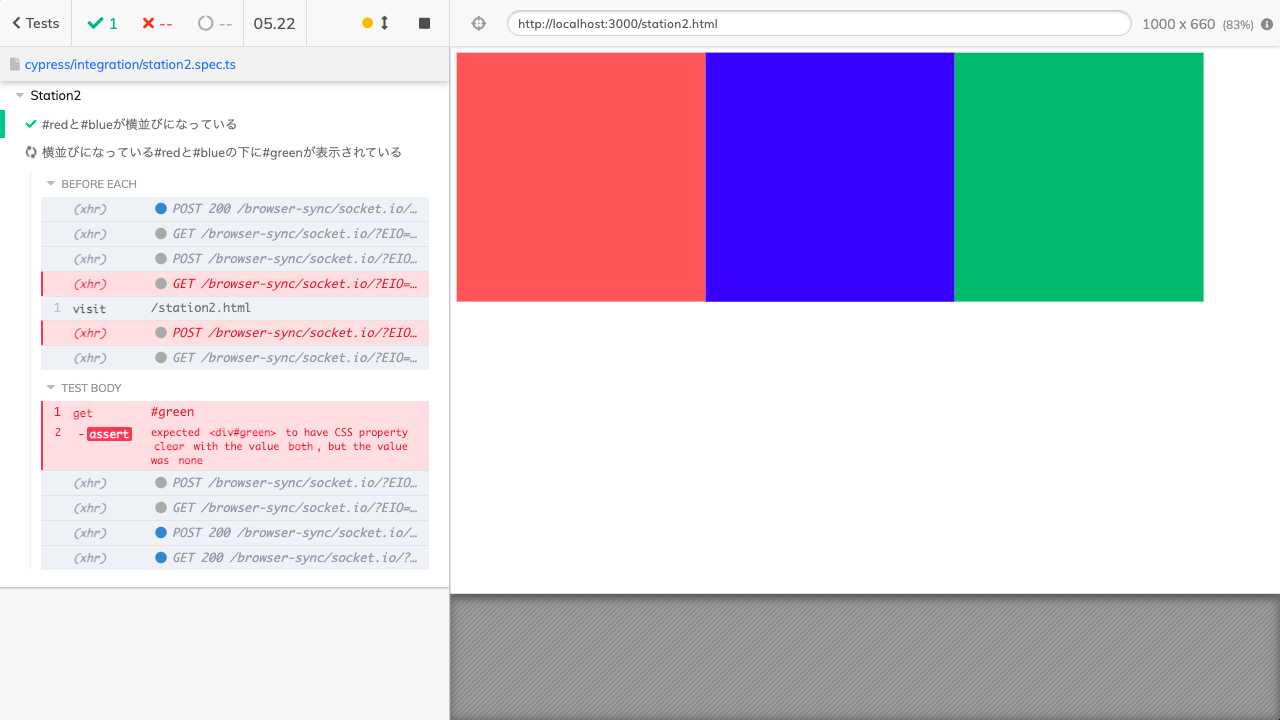 Tests
1
--
--
05.22
http://localhost:3000/station2.html
1000 x 660 (83%)
cypress/integration/station2.spec.ts
Station2
#redと#blueが横並びになっている
横並びになっている#redと#blueの下に#greenが表示されている
BEFORE EACH
(xhr) POST 200 /browser-sync/socket.io/…
(xhr) GET /browser-sync/socket.io/?EIO=…
(xhr) POST /browser-sync/socket.io/?EIO…
(xhr) GET /browser-sync/socket.io/?EIO=…
1 visit /station2.html
(xhr) POST /browser-sync/socket.io/?EIO…
(xhr) GET /browser-sync/socket.io/?EIO=…
TEST BODY
1 get #green
2 -assert expected <div#green> to have CSS property
clear with the value both, but the value
was none
(xhr) POST /browser-sync/socket.io/?EIO…
(xhr) GET /browser-sync/socket.io/?EIO=…
(xhr) POST 200 /browser-sync/socket.io/…
(xhr) GET 200 /browser-sync/socket.io/?…